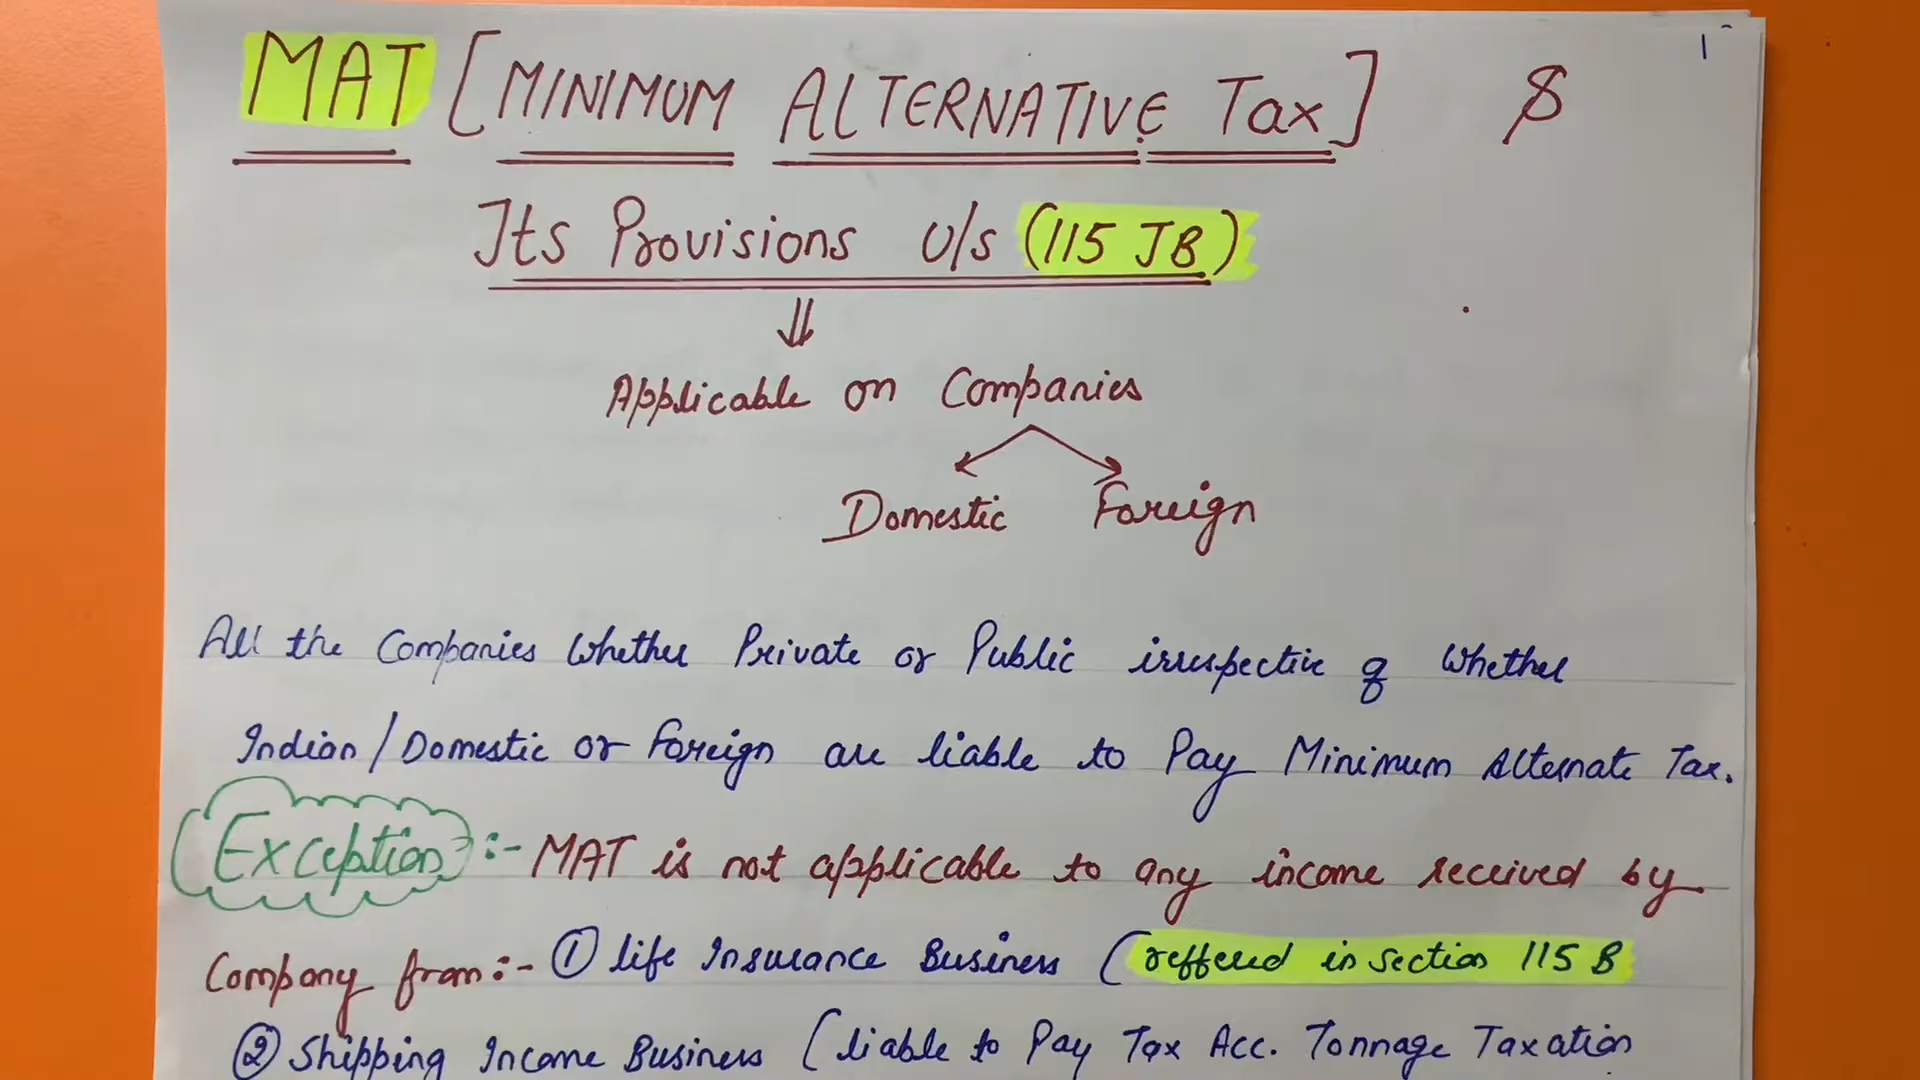 1
MAT [MINIMUM ALTERNATIVE Tax]
Its Provisions U/s (115 JB)
Applicable on Companies
Domestic Foreign
All the Companies Whether Private or Public irrespective of Whether
Indian/Domestic or Foreign are liable to Pay Minimum Alternate Tax.
Exception :- MAT is not applicable to any income received by
Company from:- ① life Insurance Business (reffered in section 115 B
② Shipping Income Business (liable to Pay Tax Acc. Tonnage Taxation